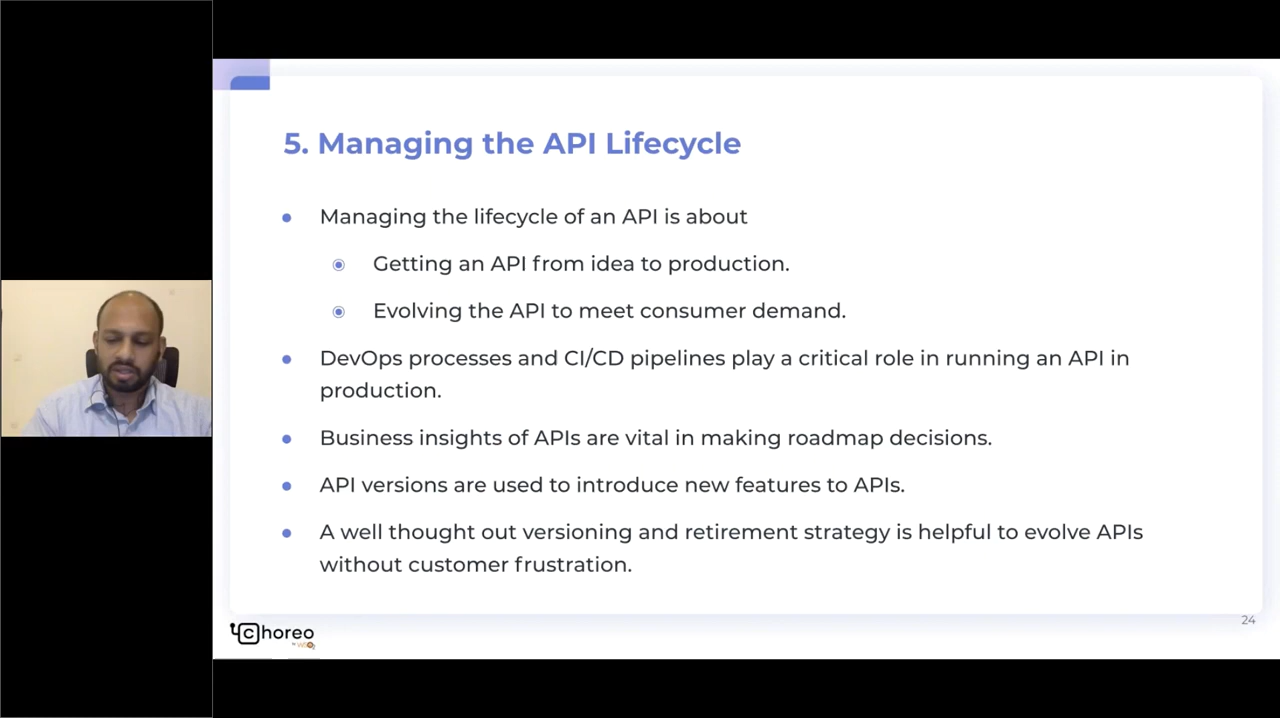 5. Managing the API Lifecycle
Managing the lifecycle of an API is about
Getting an API from idea to production.
Evolving the API to meet consumer demand.
DevOps processes and CI/CD pipelines play a critical role in running an API in
production.
Business insights of APIs are vital in making roadmap decisions.
API versions are used to introduce new features to APIs.
A well thought out versioning and retirement strategy is helpful to evolve APIs
without customer frustration.
24
choreo